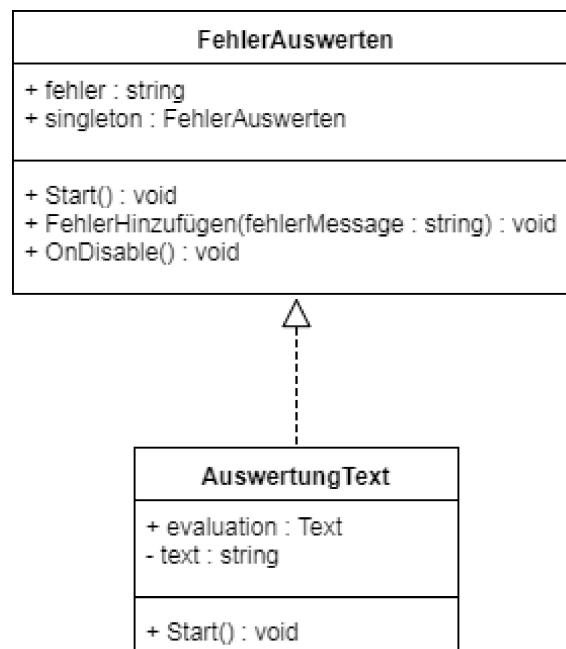 FehlerAuswerten
+ fehler : string
+ singleton : FehlerAuswerten
+ Start() : void
+ FehlerHinzufügen(fehlerMessage : string) : void
+ OnDisable() : void
AuswertungText
+ evaluation : Text
- text : string
+ Start() : void